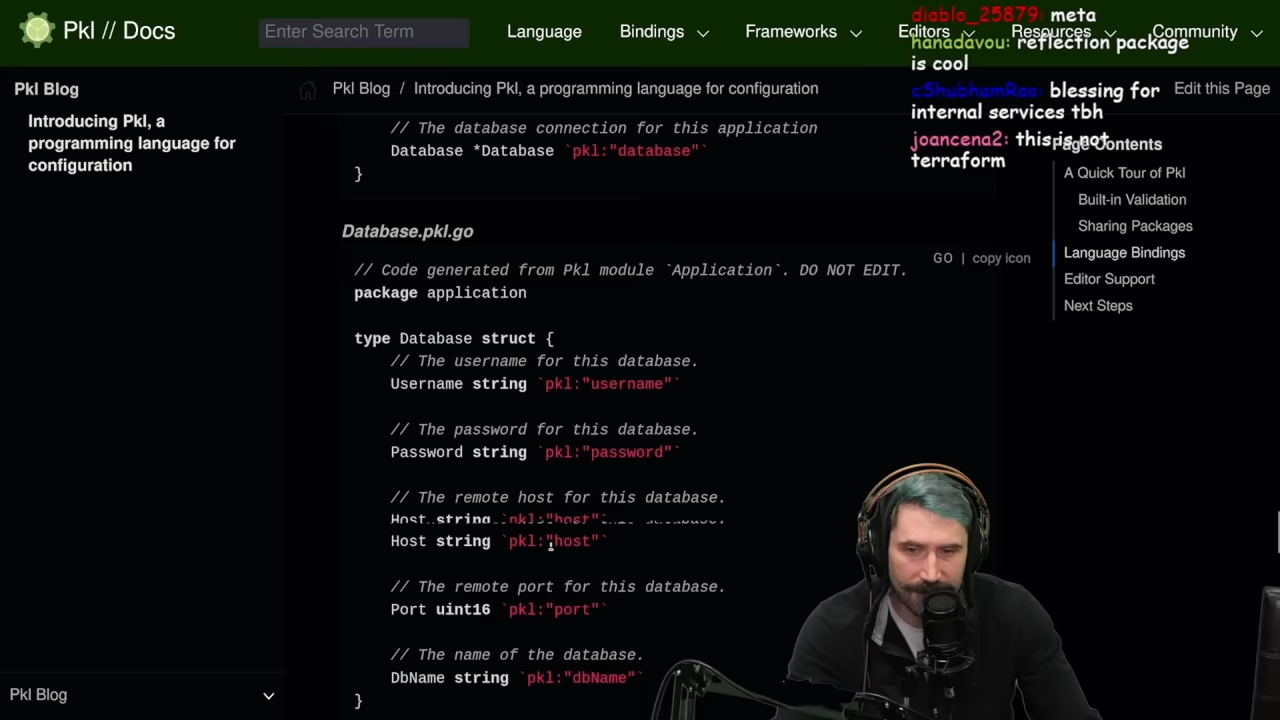 Pkl // Docs
Enter Search Term
Language
Bindings
Frameworks
Editors
Resources
Community
diablo_25879: meta
hanadavou: reflection package
is cool
cShubhamRao: blessing for
internal services tbh
joancena2: this is not
terraform
Pkl Blog
Introducing Pkl, a
programming language for
configuration
Pkl Blog / Introducing Pkl, a programming language for configuration
Edit this Page
// The database connection for this application
Database *Database `pkl:"database"`
}
Database.pkl.go
GO | copy icon
// Code generated from Pkl module `Application`. DO NOT EDIT.
package application
type Database struct {
// The username for this database.
Username string `pkl:"username"`
// The password for this database.
Password string `pkl:"password"`
// The remote host for this database.
Host string `pkl:"host"`
Host string `pkl:"host"`
// The remote port for this database.
Port uint16 `pkl:"port"`
// The name of the database.
DbName string `pkl:"dbName"`
}
Page Contents
A Quick Tour of Pkl
Built-in Validation
Sharing Packages
Language Bindings
Editor Support
Next Steps
Pkl Blog